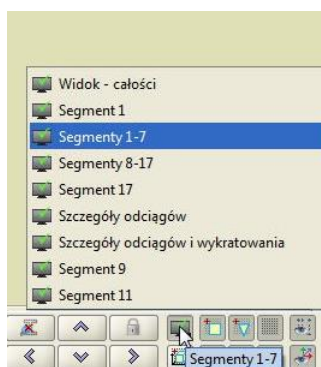 Widok - całości
Segment 1
Segmenty 1-7
Segmenty 8-17
Segment 17
Szczegóły odciągów
Szczegóły odciągów i wykratowania
Segment 9
Segment 11
Segmenty 1-7